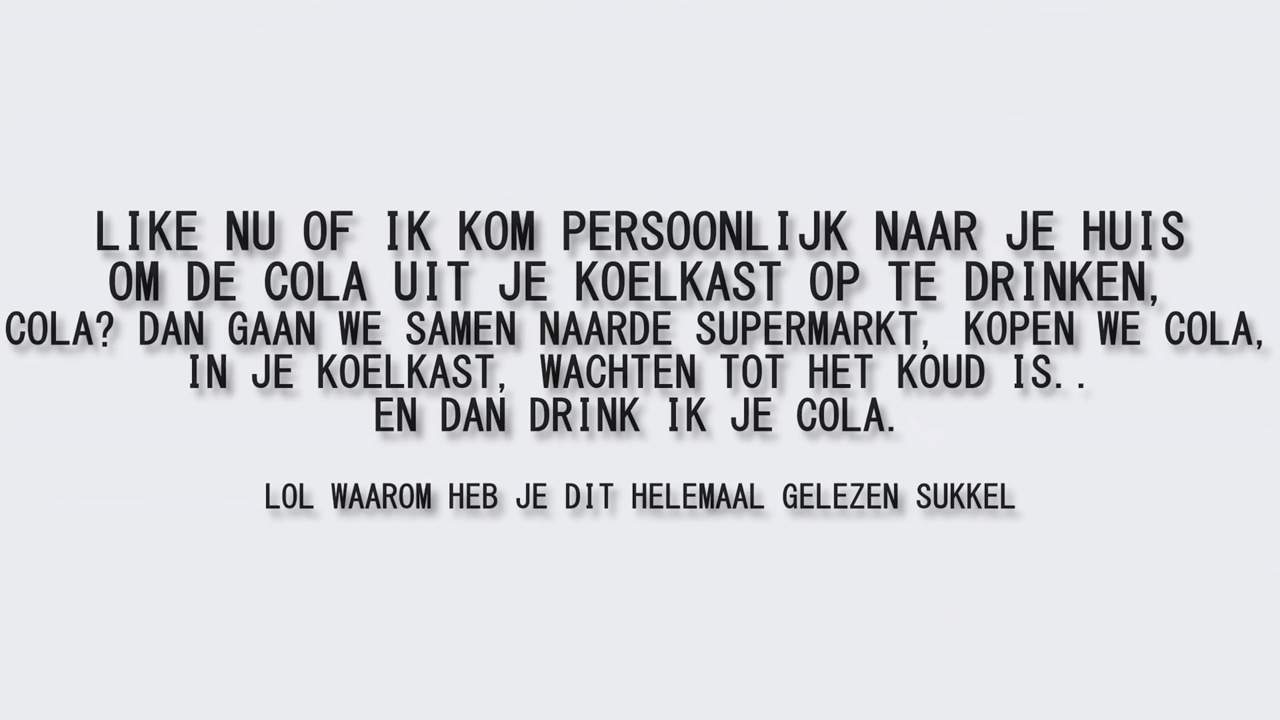 LIKE NU OF IK KOM PERSOONLIJK NAAR JE HUIS
OM DE COLA UIT JE KOELKAST OP TE DRINKEN,
COLA? DAN GAAN WE SAMEN NAARDE SUPERMARKT, KOPEN WE COLA,
IN JE KOELKAST, WACHTEN TOT HET KOUD IS..
EN DAN DRINK IK JE COLA.
LOL WAAROM HEB JE DIT HELEMAAL GELEZEN SUKKEL